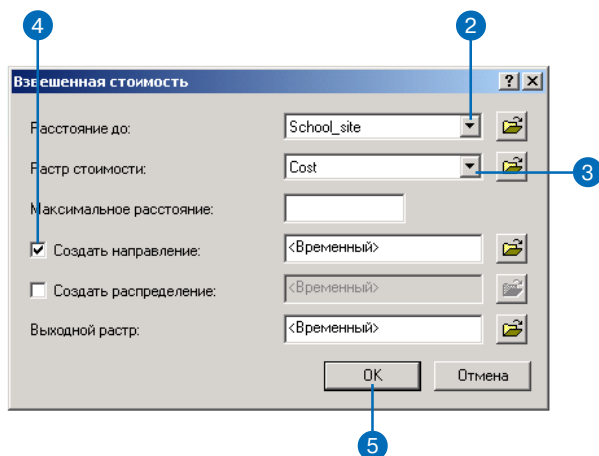 4
2
Взвешенная стоимость
Расстояние до: School_site
Растр стоимости: Cost
3
Максимальное расстояние:
Создать направление: <Временный>
Создать распределение: <Временный>
Выходной растр: <Временный>
OK Отмена
5